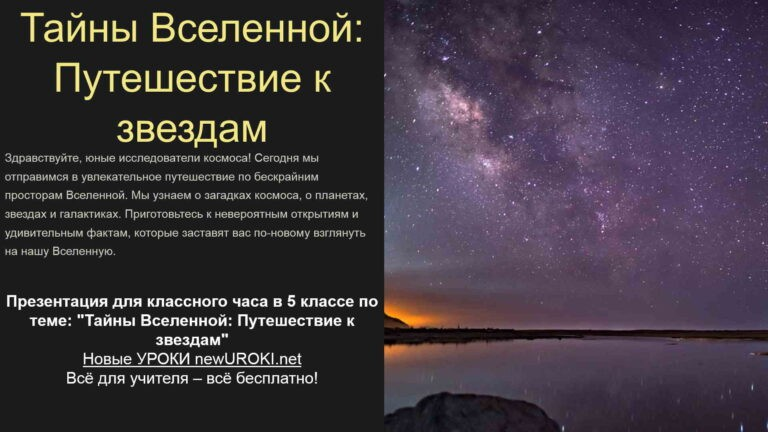 Тайны Вселенной:
Путешествие к
звездам
Здравствуйте, юные исследователи космоса! Сегодня мы
отправимся в увлекательное путешествие по бескрайним
просторам Вселенной. Мы узнаем о загадках космоса, о планетах,
звездах и галактиках. Приготовьтесь к невероятным открытиям и
удивительным фактам, которые заставят вас по-новому взглянуть
на нашу Вселенную.
Презентация для классного часа в 5 классе по
теме: "Тайны Вселенной: Путешествие к
звездам"
Новые УРОКИ newUROKI.net
Всё для учителя – всё бесплатно!